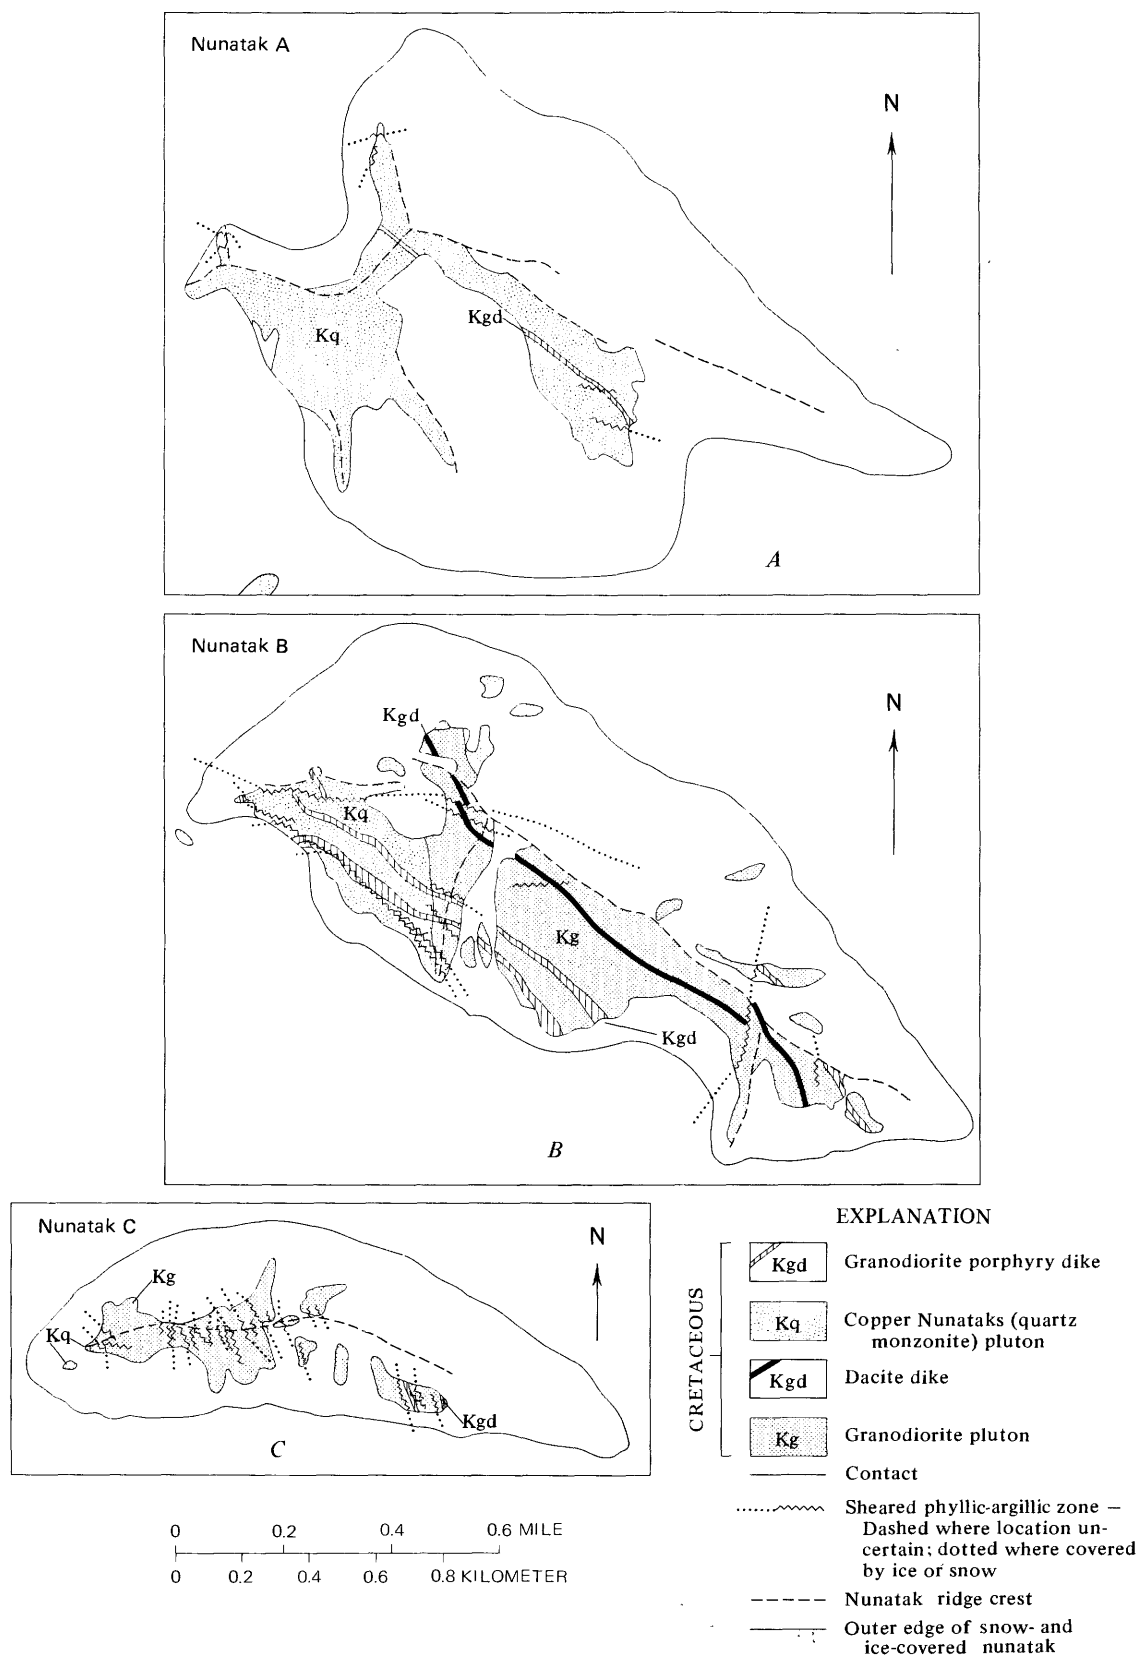 Nunatak A
N
Kgd
Kq
A
Nunatak B
N
Kgd
Kq
Kg
Kgd
B
Nunatak C
N
Kg
Kq
Kgd
C
EXPLANATION
CRETACEOUS
Kgd Granodiorite porphyry dike
Kq Copper Nunataks (quartz
monzonite) pluton
Kgd Dacite dike
Kg Granodiorite pluton
Contact
Sheared phyllic-argillic zone —
Dashed where location un-
certain; dotted where covered
by ice or snow
Nunatak ridge crest
Outer edge of snow- and
ice-covered nunatak
0 0.2 0.4 0.6 MILE
0 0.2 0.4 0.6 0.8 KILOMETER